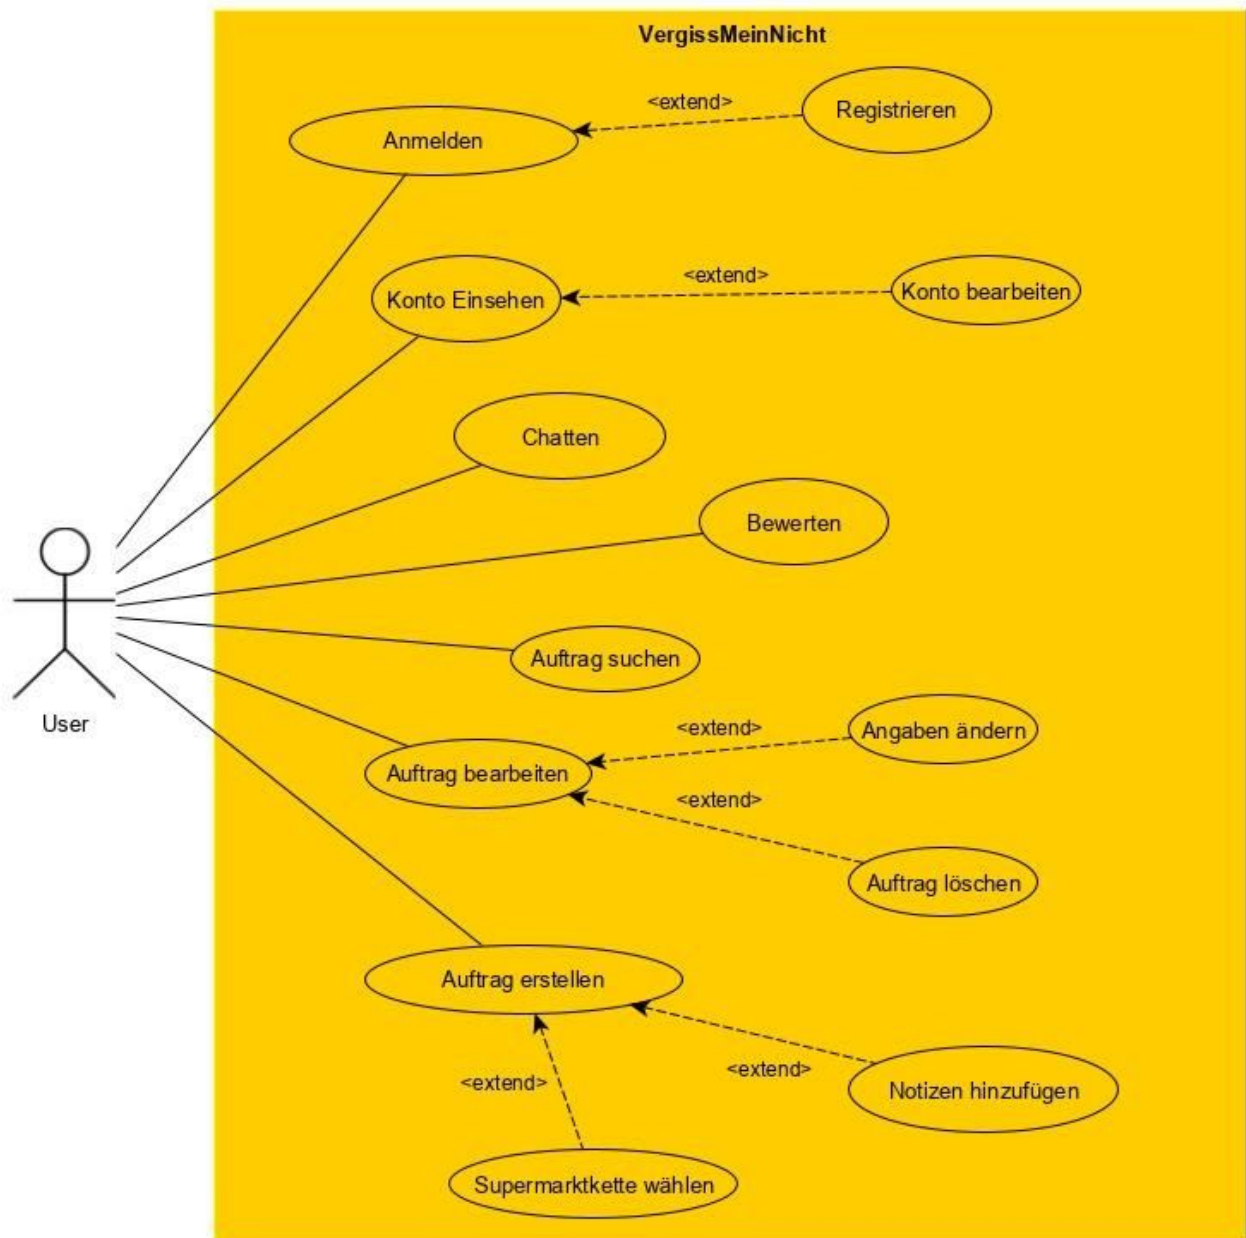 VergissMeinNicht
<extend>
Registrieren
Anmelden
<extend>
Konto Einsehen
Konto bearbeiten
Chatten
Bewerten
Auftrag suchen
User
<extend>
Angaben ändern
Auftrag bearbeiten
<extend>
Auftrag löschen
Auftrag erstellen
<extend>
<extend>
Notizen hinzufügen
Supermarktkette wählen